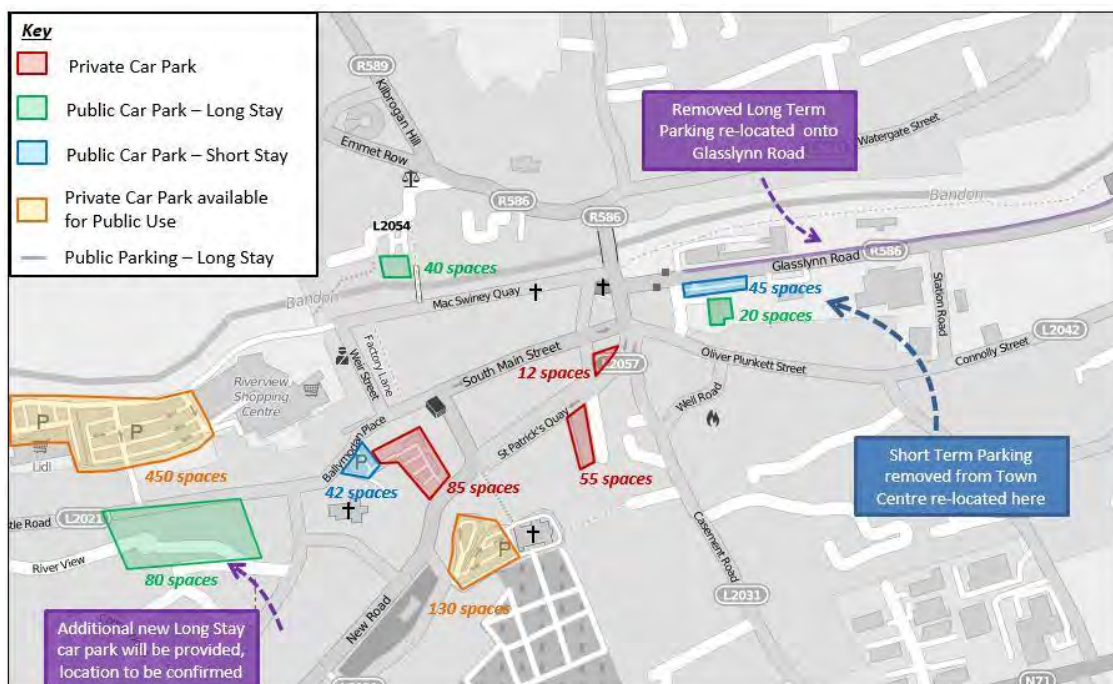 Key
Private Car Park
Public Car Park – Long Stay
Public Car Park – Short Stay
Private Car Park available
for Public Use
Public Parking – Long Stay
R589
Kilbrogan Hill
Emmet Row
R586
L2054
Removed Long Term
Parking re-located onto
Glasslynn Road
Watergate Street
Bandon
R586
R586
Glasslynn Road
40 spaces
Mac Swiney Quay
Bandon
45 spaces
20 spaces
Station Road
L2042
Connolly Street
Oliver Plunkett Street
South Main Street
12 spaces
Factory Lane
Weir Street
Riverview
Shopping
Centre
P
P
Lidl
450 spaces
Ballymodan Place
P
42 spaces
85 spaces
St Patrick's Quay
55 spaces
Well Road
Short Term Parking
removed from Town
Centre re-located here
tle Road
L2021
River View
80 spaces
P
130 spaces
New Road
Casement Road
L2031
N71
Additional new Long Stay
car park will be provided,
location to be confirmed